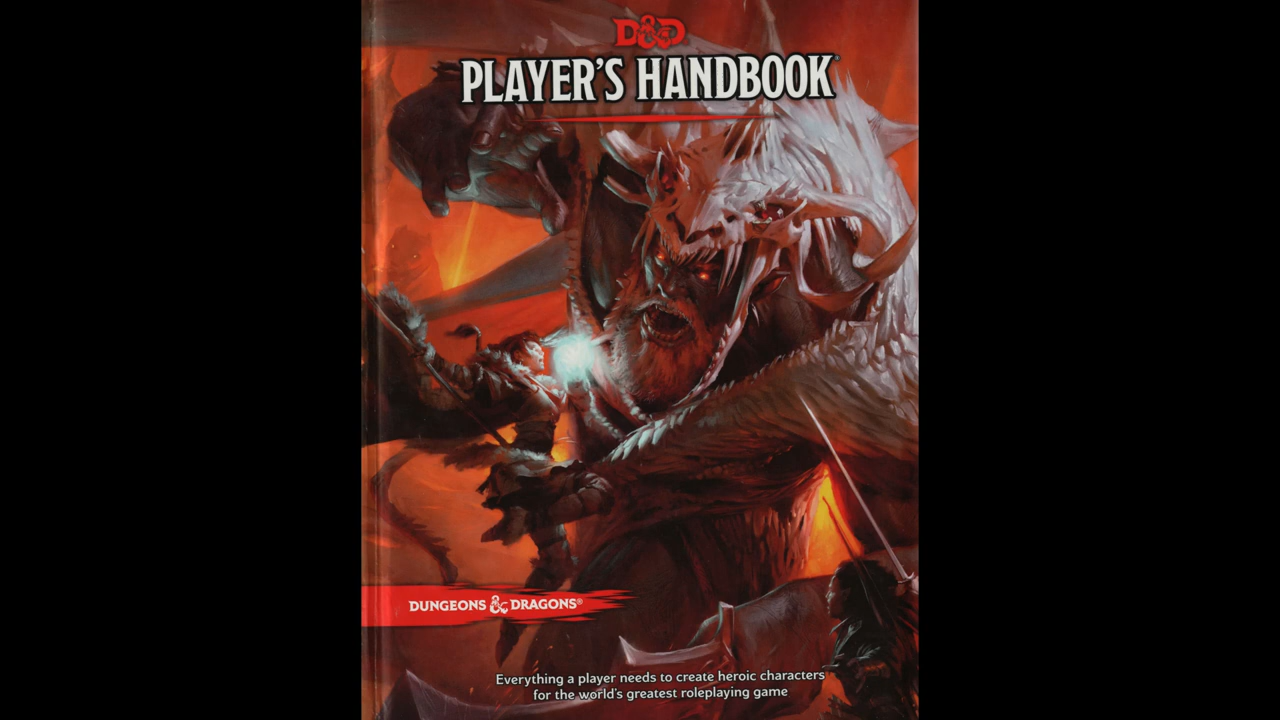 D&D
PLAYER'S HANDBOOK®
DUNGEONS & DRAGONS®
Everything a player needs to create heroic characters
for the world's greatest roleplaying game